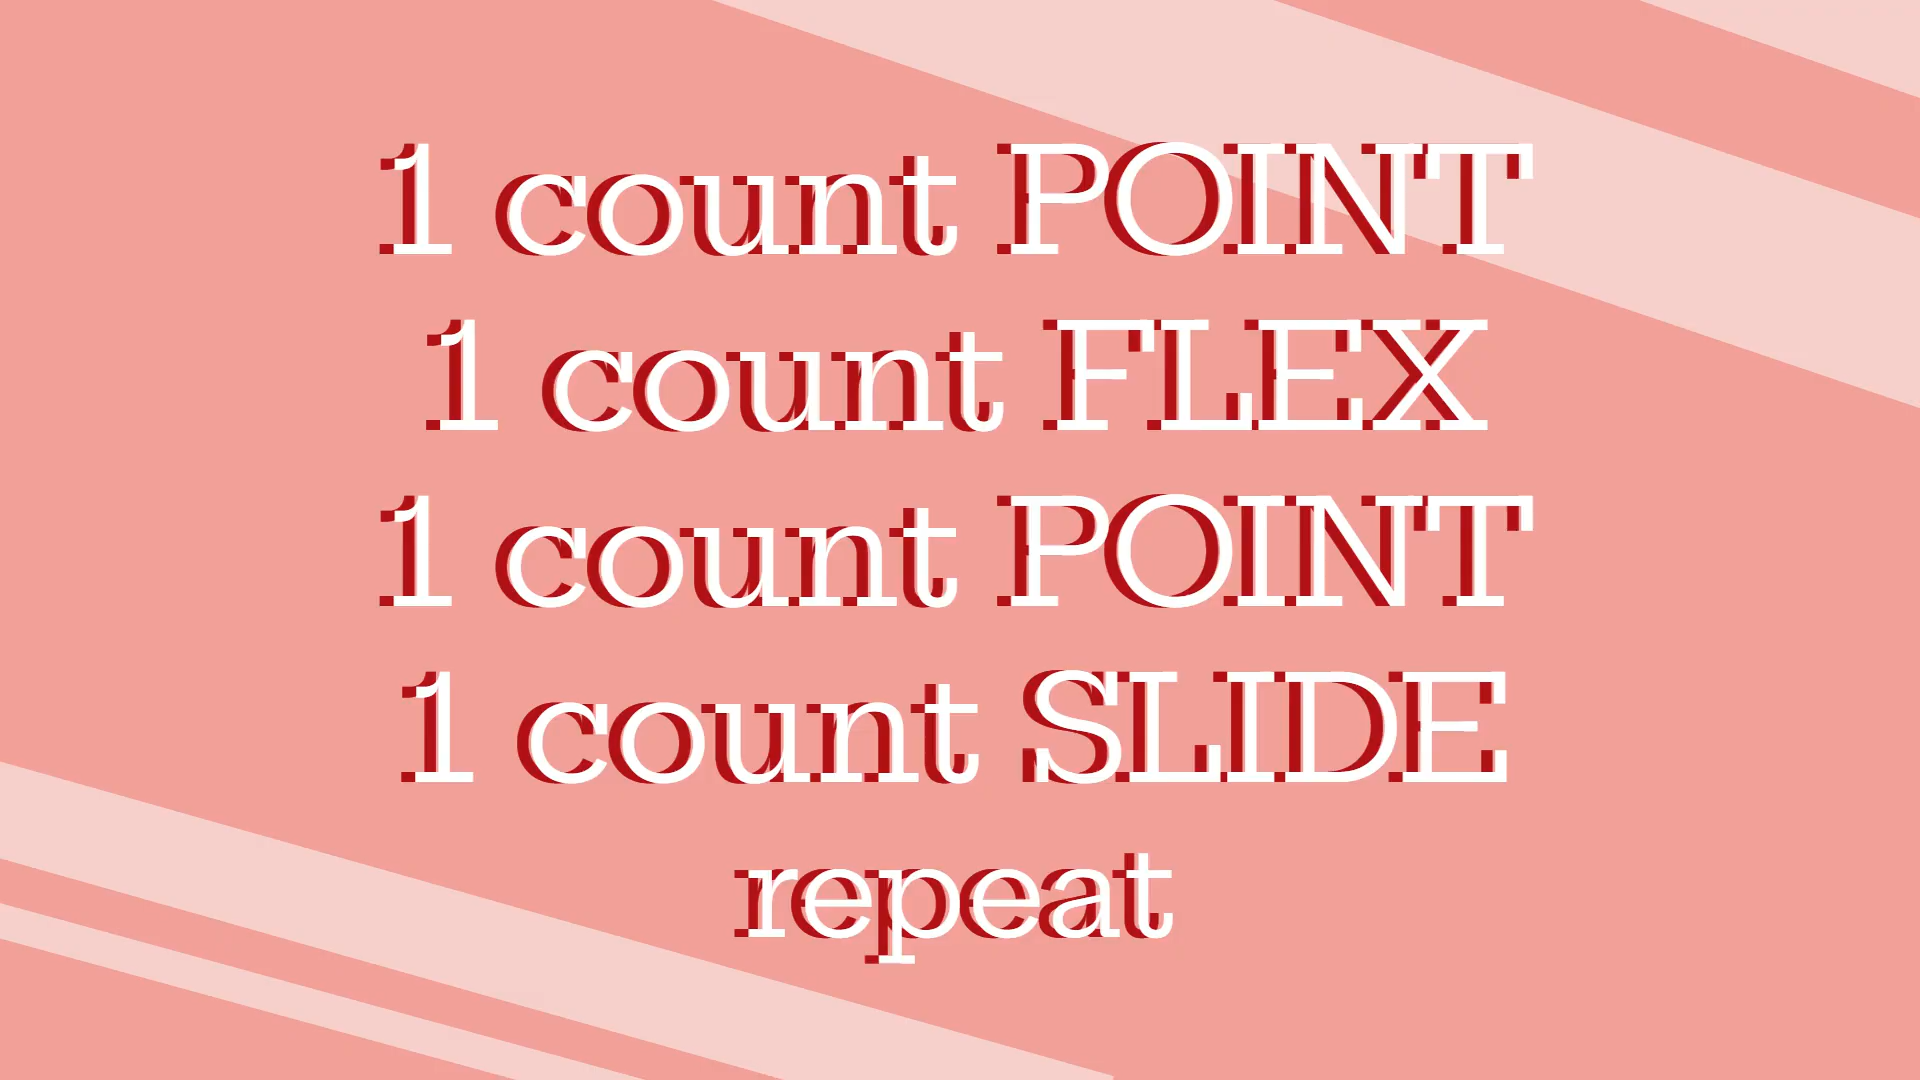 1 count POINT
1 count FLEX
1 count POINT
1 count SLIDE
repeat